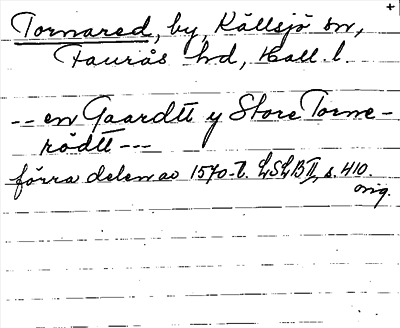 +
Tornared, by, Källsjö sn,
Faurås hd, Hall. l.
-- en Gaardtt y Store Torne-
rödtt ---
förra delen av 1570-t. LSLB II, s. 410.
orig.